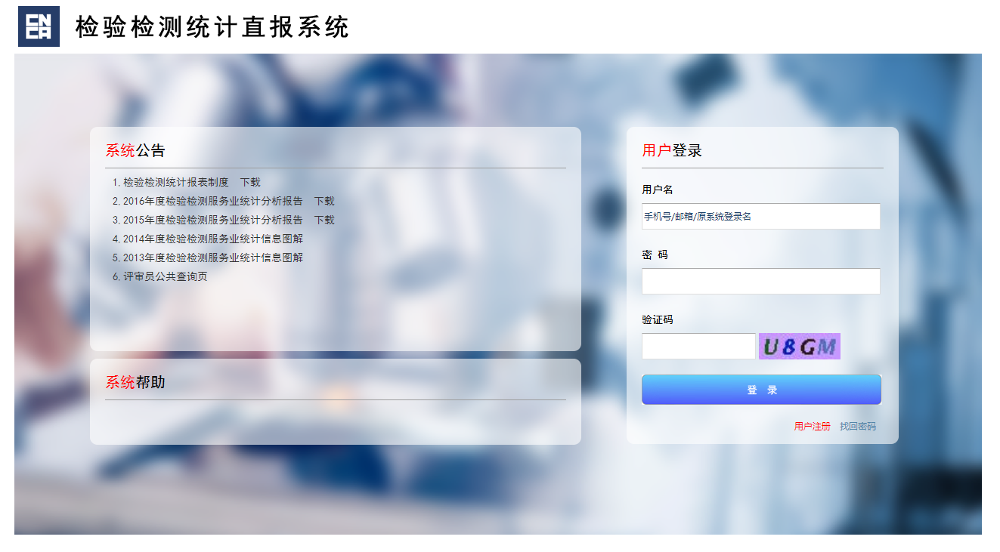 CNCA
检验检测统计直报系统
系统公告
1. 检验检测统计报表制度 下载
2. 2016年度检验检测服务业统计分析报告 下载
3. 2015年度检验检测服务业统计分析报告 下载
4. 2014年度检验检测服务业统计信息图解
5. 2013年度检验检测服务业统计信息图解
6. 评审员公共查询页
系统帮助
用户登录
用户名
手机号/邮箱/原系统登录名
密 码
验证码
U8GM
登 录
用户注册 找回密码